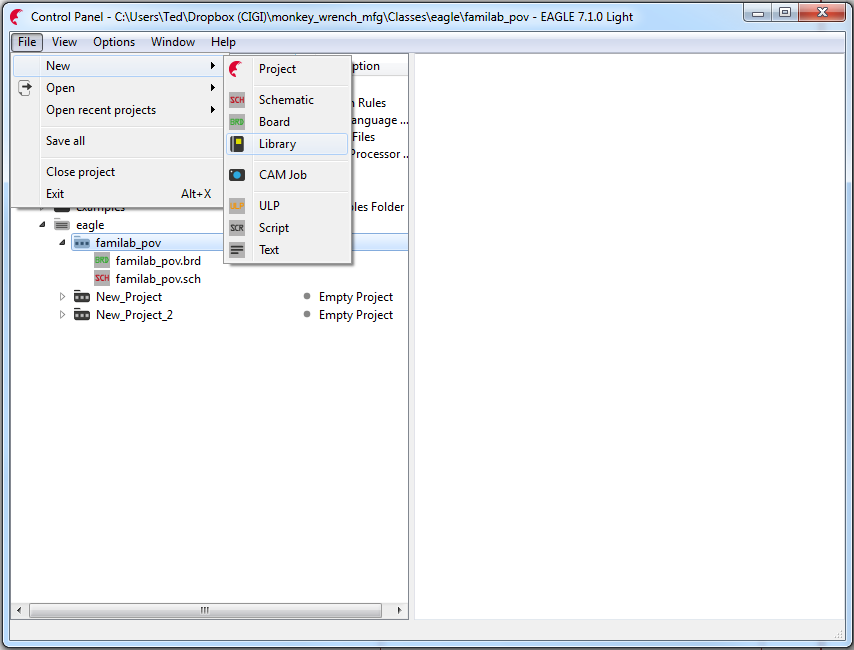 Control Panel - C:\Users\Ted\Dropbox (CIGI)\monkey_wrench_mfg\Classes\eagle\familab_pov - EAGLE 7.1.0 Light
File View Options Window Help
New
Open
Open recent projects
Save all
Close project
Exit Alt+X
Project
Schematic
Board
Library
CAM Job
ULP
Script
Text
SCH
BRD
ULP
SCR
ption
n Rules
anguage ...
Files
Processor ...
les Folder
examples
eagle
familab_pov
BRD familab_pov.brd
SCH familab_pov.sch
New_Project Empty Project
New_Project_2 Empty Project